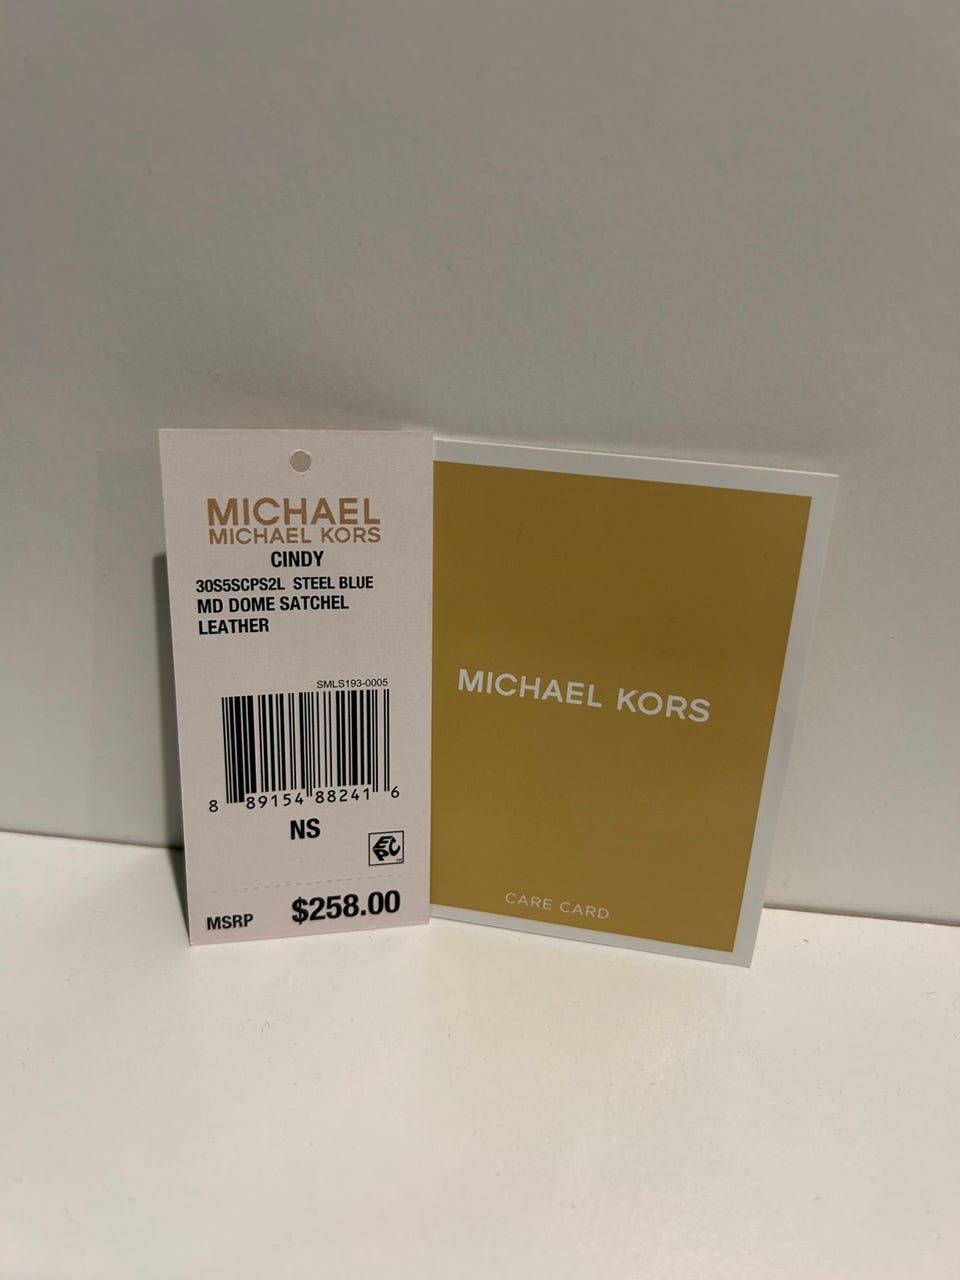 MICHAEL
MICHAEL KORS
CINDY
30S5SCPS2L STEEL BLUE
MD DOME SATCHEL
LEATHER
SMLS193-0005
8 89154 88241 6
NS
EPC
MSRP $258.00
MICHAEL KORS
CARE CARD